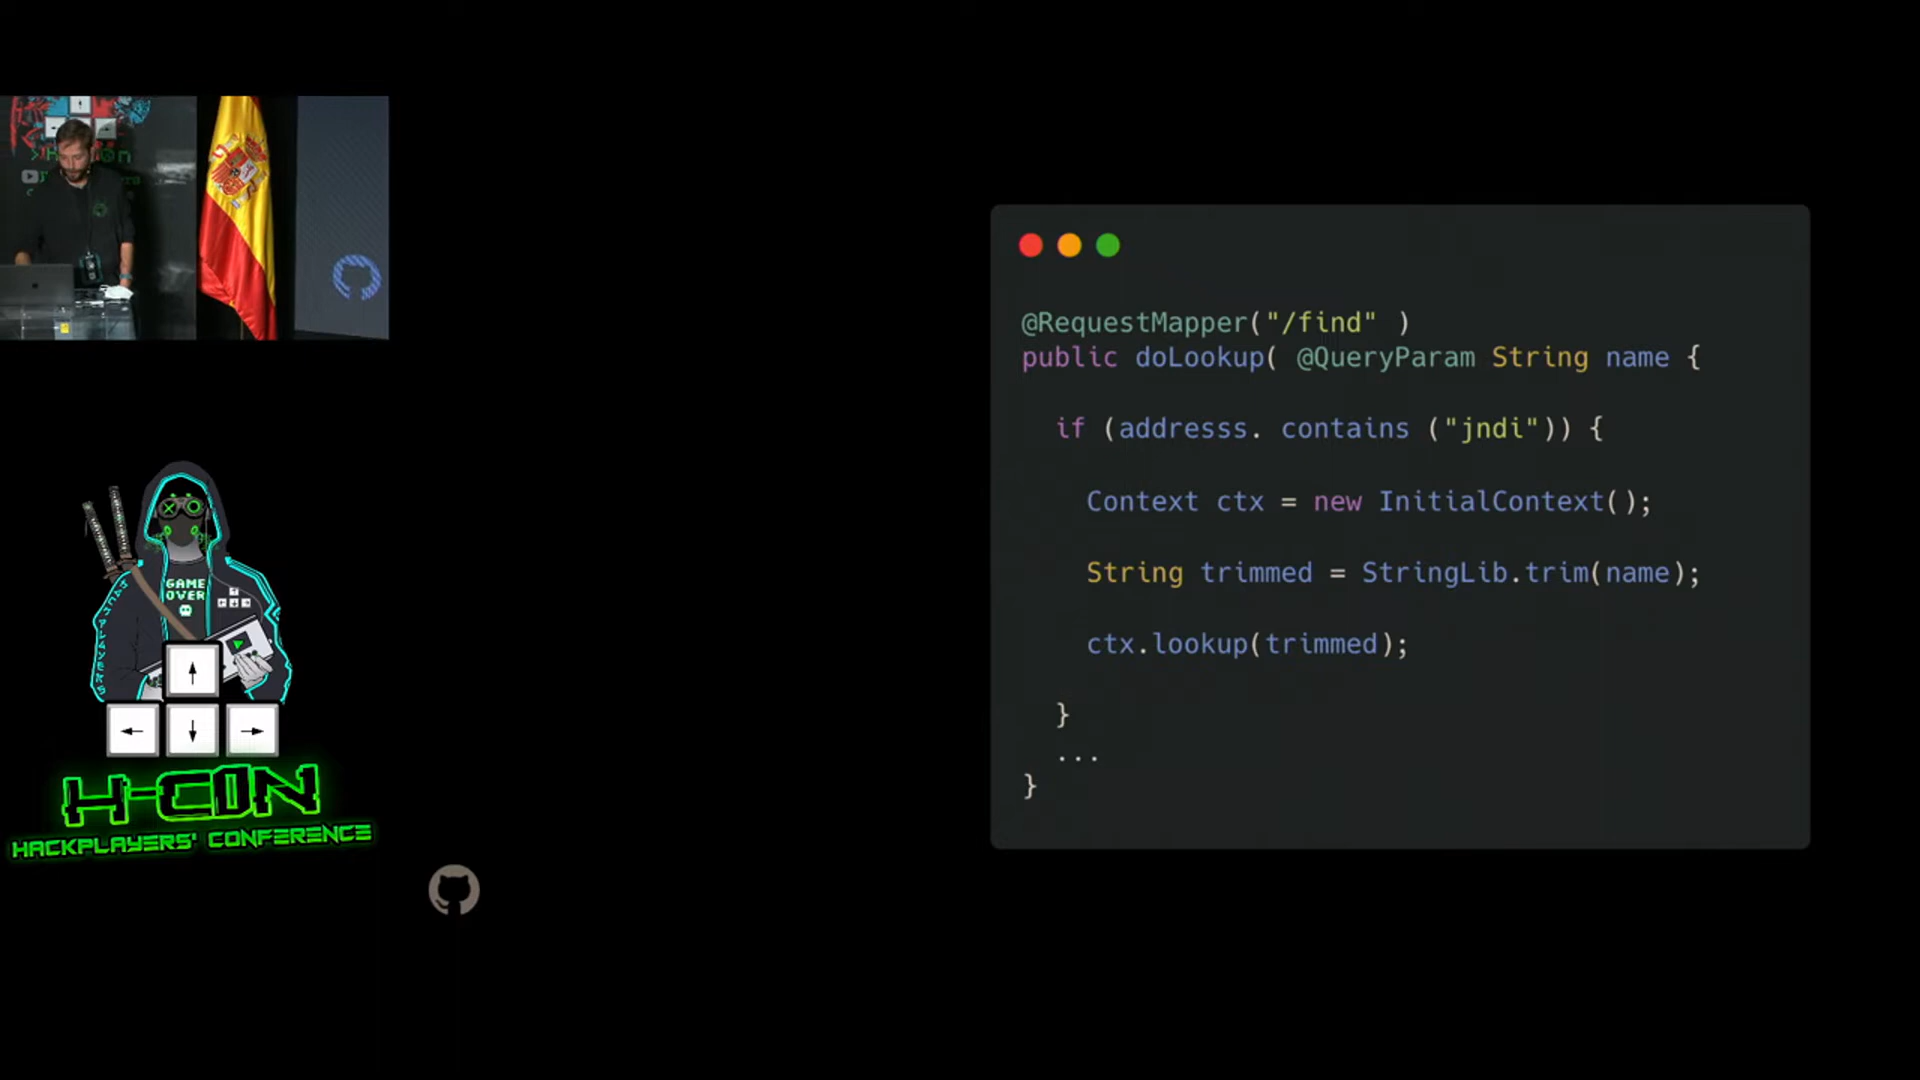 GAME
OVER
H-CON
HACKPLAYERS' CONFERENCE
@RequestMapper("/find" )
public doLookup( @QueryParam String name {
if (addresss. contains ("jndi")) {
Context ctx = new InitialContext();
String trimmed = StringLib.trim(name);
ctx.lookup(trimmed);
}
...
}